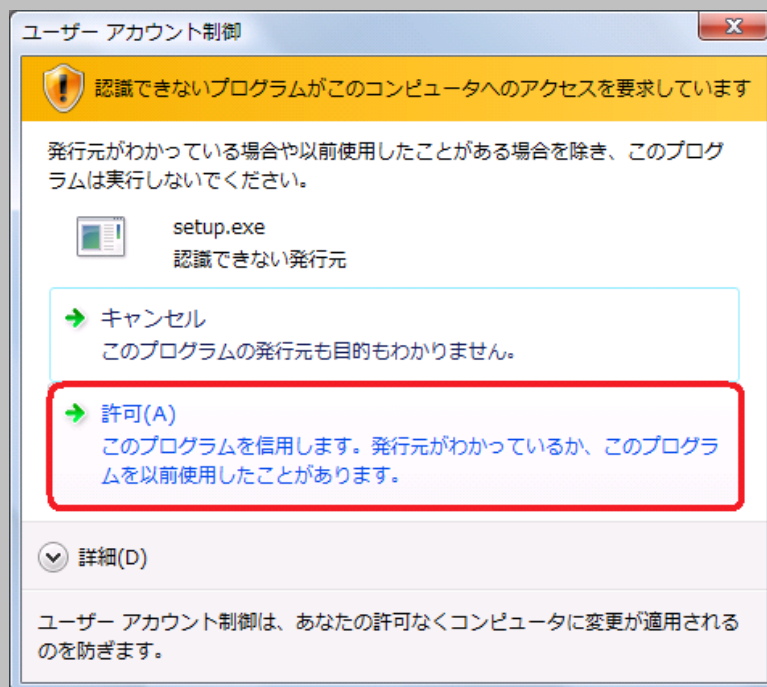 ユーザー アカウント制御
認識できないプログラムがこのコンピュータへのアクセスを要求しています
発行元がわかっている場合や以前使用したことがある場合を除き、このプログ
ラムは実行しないでください。
setup.exe
認識できない発行元
キャンセル
このプログラムの発行元も目的もわかりません。
許可(A)
このプログラムを信用します。発行元がわかっているか、このプログラ
ムを以前使用したことがあります。
詳細(D)
ユーザー アカウント制御は、あなたの許可なくコンピュータに変更が適用される
のを防ぎます。